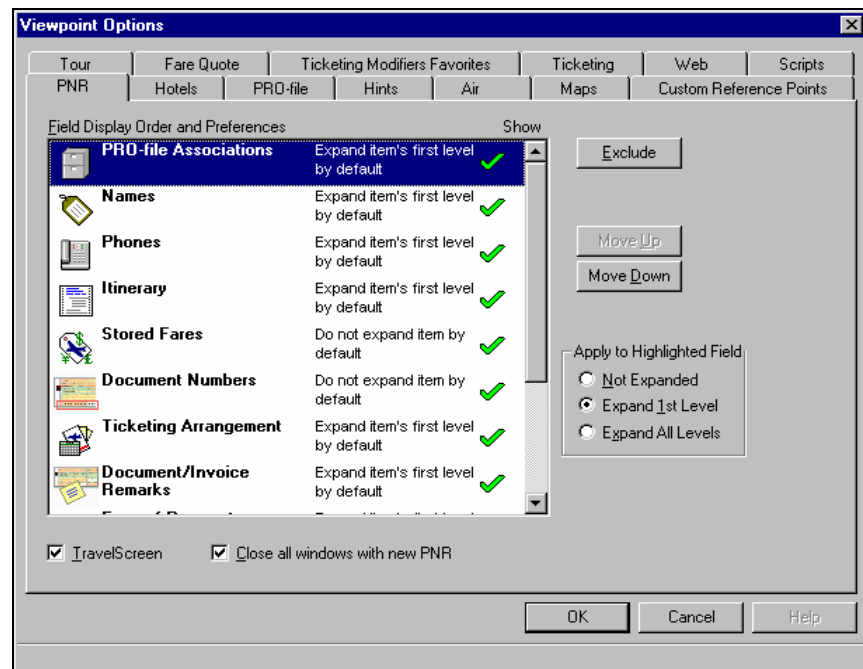 Viewpoint Options
Tour Fare Quote Ticketing Modifiers Favorites Ticketing Web Scripts
PNR Hotels PRO-file Hints Air Maps Custom Reference Points
Field Display Order and Preferences Show
PRO-file Associations Expand item's first level
by default
Exclude
Names Expand item's first level
by default
Phones Expand item's first level
by default
Move Up
Move Down
Itinerary Expand item's first level
by default
Stored Fares Do not expand item by
default
Apply to Highlighted Field
Not Expanded
Expand 1st Level
Expand All Levels
Document Numbers Do not expand item by
default
Ticketing Arrangement Expand item's first level
by default
Document/Invoice Expand item's first level
Remarks by default
TravelScreen Close all windows with new PNR
OK Cancel Help